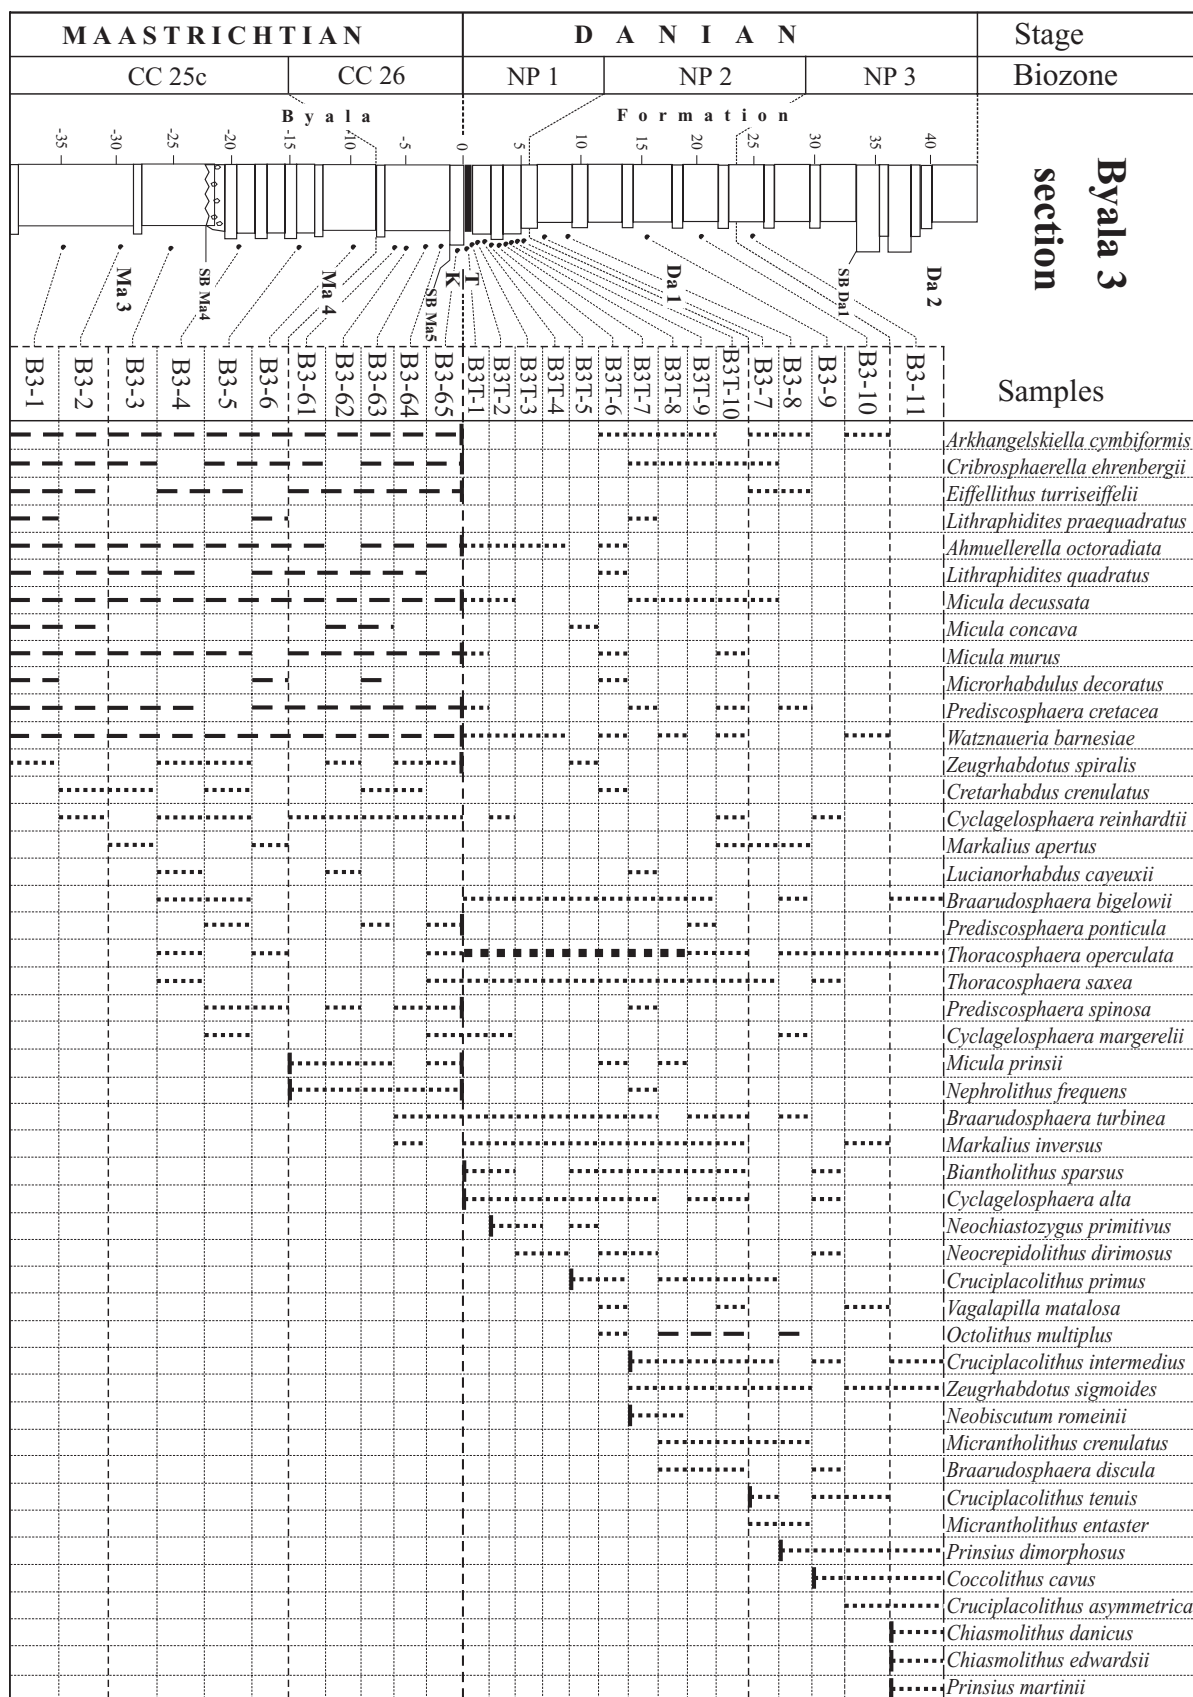 M A A S T R I C H T I A N D A N I A N Stage
CC 25c CC 26 NP 1 NP 2 NP 3 Biozone
B y a l a F o r m a t i o n
-35 -30 -25 -20 -15 -10 -5 0 5 10 15 20 25 30 35 40
Byala 3
section
Ma 3 SB Ma4 Ma 4 SB Ma5 K T Da 1 SB Da1 Da 2
B3-1 B3-2 B3-3 B3-4 B3-5 B3-6 B3-61 B3-62 B3-63 B3-64 B3-65 B3T-1 B3T-2 B3T-3 B3T-4 B3T-5 B3T-6 B3T-7 B3T-8 B3T-9 B3T-10 B3-7 B3-8 B3-9 B3-10 B3-11 Samples
Arkhangelskiella cymbiformis
Cribrosphaerella ehrenbergii
Eiffellithus turriseiffelii
Lithraphidites praequadratus
Ahmuellerella octoradiata
Lithraphidites quadratus
Micula decussata
Micula concava
Micula murus
Microrhabdulus decoratus
Prediscosphaera cretacea
Watznaueria barnesiae
Zeugrhabdotus spiralis
Cretarhabdus crenulatus
Cyclagelosphaera reinhardtii
Markalius apertus
Lucianorhabdus cayeuxii
Braarudosphaera bigelowii
Prediscosphaera ponticula
Thoracosphaera operculata
Thoracosphaera saxea
Prediscosphaera spinosa
Cyclagelosphaera margerelii
Micula prinsii
Nephrolithus frequens
Braarudosphaera turbinea
Markalius inversus
Biantholithus sparsus
Cyclagelosphaera alta
Neochiastozygus primitivus
Neocrepidolithus dirimosus
Cruciplacolithus primus
Vagalapilla matalosa
Octolithus multiplus
Cruciplacolithus intermedius
Zeugrhabdotus sigmoides
Neobiscutum romeinii
Micrantholithus crenulatus
Braarudosphaera discula
Cruciplacolithus tenuis
Micrantholithus entaster
Prinsius dimorphosus
Coccolithus cavus
Cruciplacolithus asymmetrica
Chiasmolithus danicus
Chiasmolithus edwardsii
Prinsius martinii